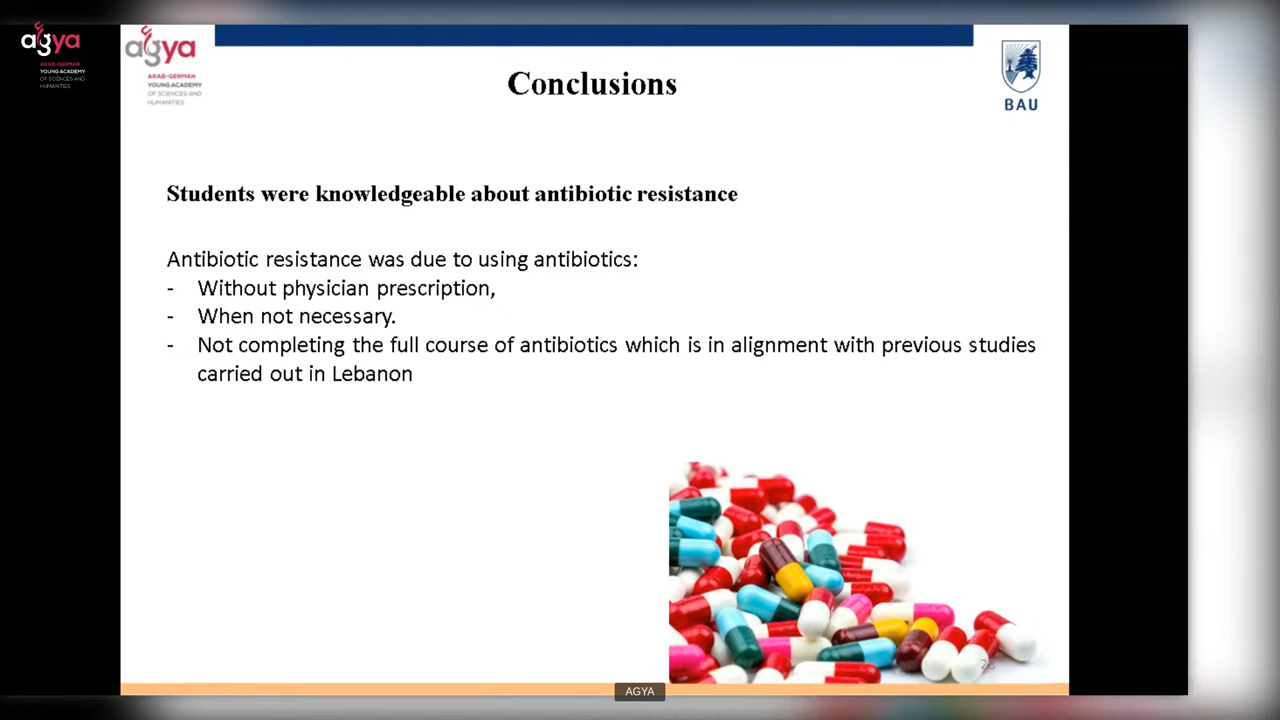 agya
ARAB-GERMAN
YOUNG ACADEMY
OF SCIENCES AND
HUMANITIES
agya
ARAB-GERMAN
YOUNG ACADEMY
OF SCIENCES AND
HUMANITIES
BAU
Conclusions
Students were knowledgeable about antibiotic resistance
Antibiotic resistance was due to using antibiotics:
- Without physician prescription,
- When not necessary.
- Not completing the full course of antibiotics which is in alignment with previous studies
carried out in Lebanon
AGYA